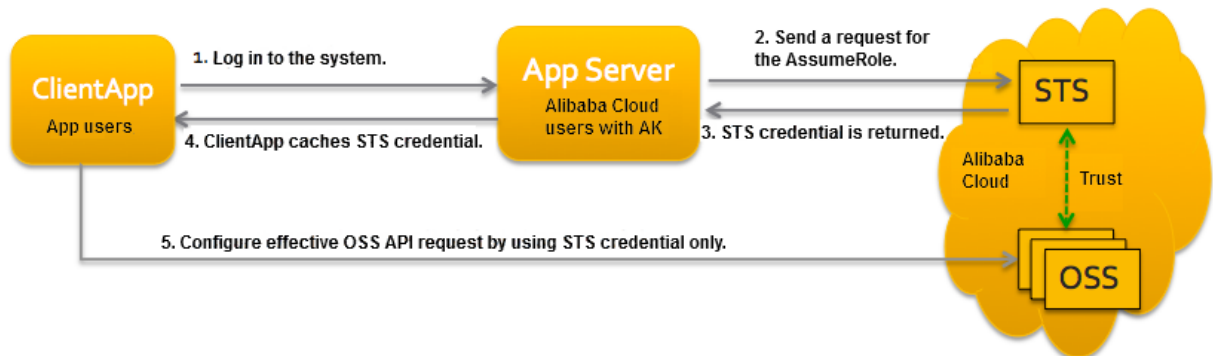 ClientApp
App users
1. Log in to the system.
4. ClientApp caches STS credential.
App Server
Alibaba Cloud
users with AK
2. Send a request for
the AssumeRole.
3. STS credential is returned.
STS
Alibaba
Cloud
Trust
OSS
5. Configure effective OSS API request by using STS credential only.